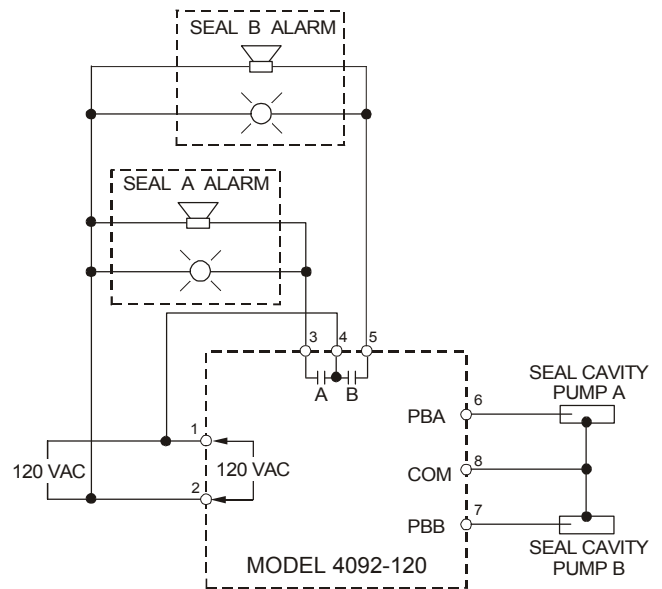 SEAL B ALARM
SEAL A ALARM
3
4
5
A
B
6
SEAL CAVITY
PUMP A
PBA
1
8
120 VAC
120 VAC
COM
2
7
PBB
SEAL CAVITY
PUMP B
MODEL 4092-120